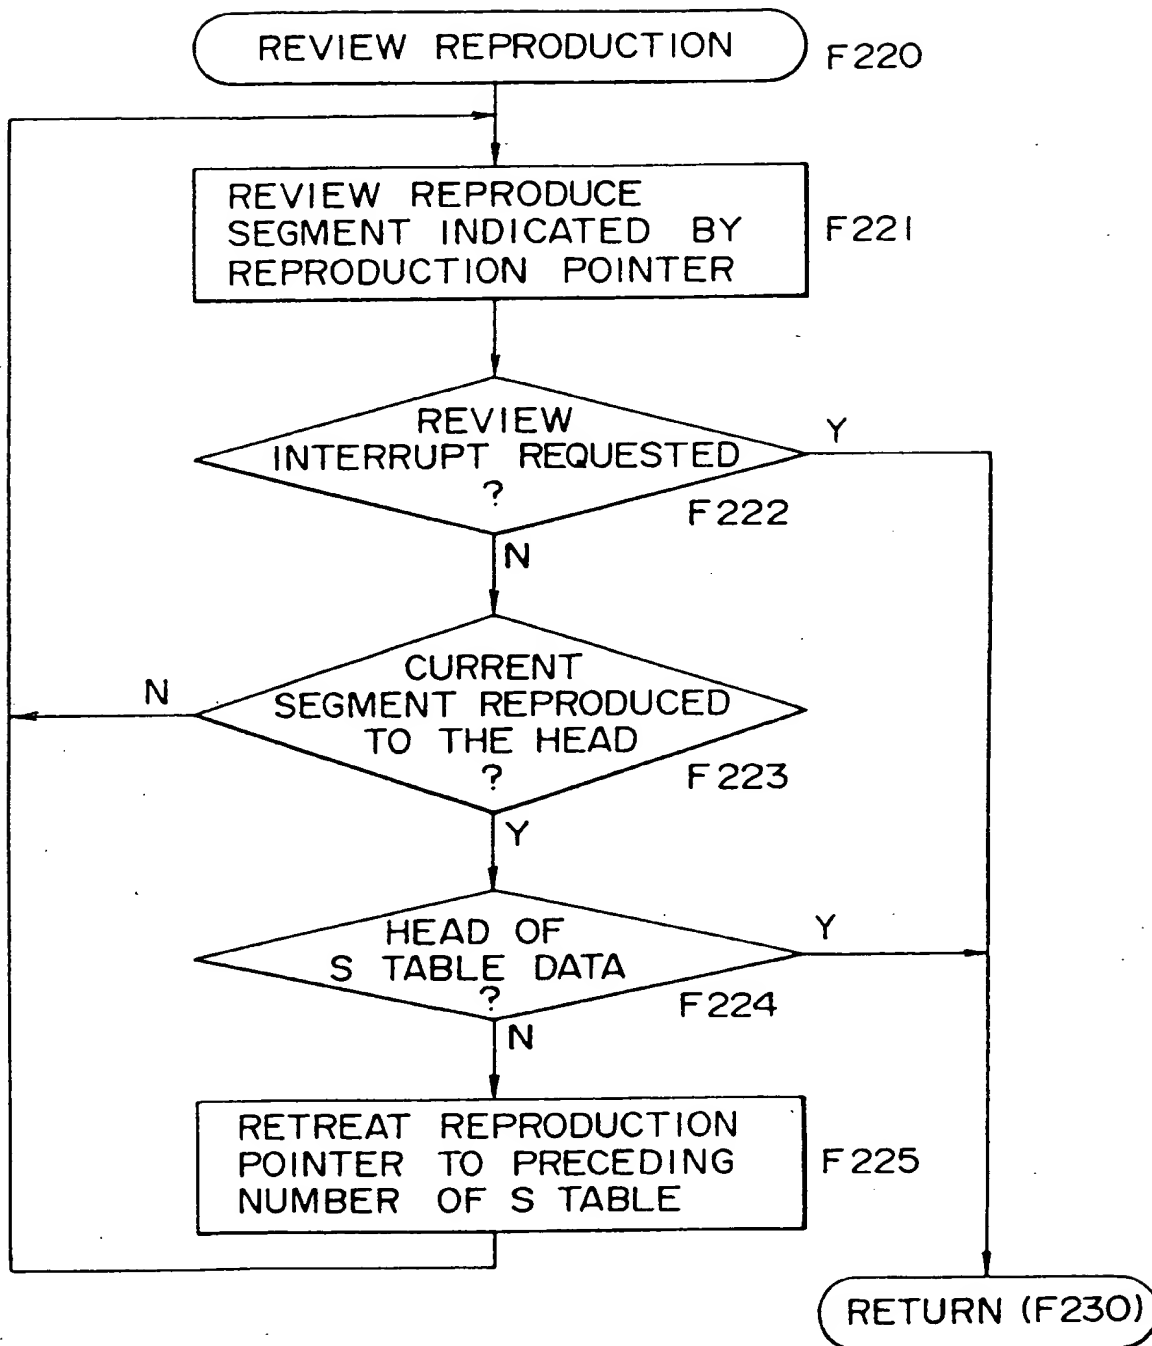 REVIEW REPRODUCTION
F220
REVIEW REPRODUCE
SEGMENT INDICATED BY
REPRODUCTION POINTER
F221
REVIEW
INTERRUPT REQUESTED
?
Y
F222
N
CURRENT
SEGMENT REPRODUCED
TO THE HEAD
?
N
F223
Y
HEAD OF
S TABLE DATA
?
Y
F224
N
RETREAT REPRODUCTION
POINTER TO PRECEDING
NUMBER OF S TABLE
F225
RETURN (F230)